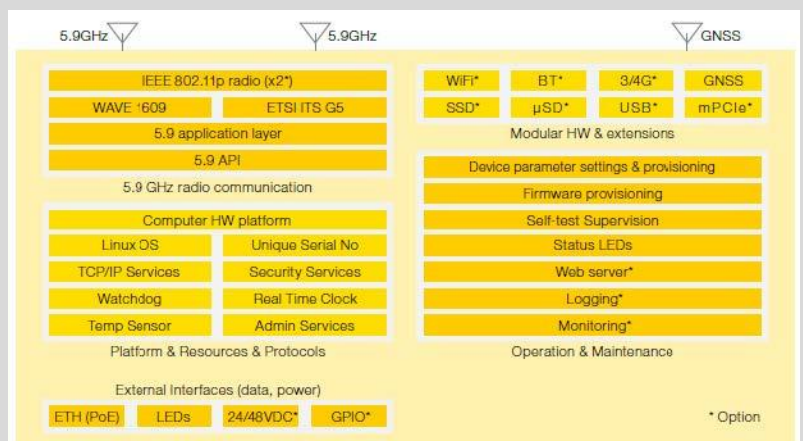 5.9GHz
5.9GHz
GNSS
IEEE 802.11p radio (x2*)
WAVE 1609
ETSI ITS G5
5.9 application layer
5.9 API
5.9 GHz radio communication
WiFi*
BT*
3/4G*
GNSS
SSD*
µSD*
USB*
mPCIe*
Modular HW & extensions
Computer HW platform
Linux OS
Unique Serial No
TCP/IP Services
Security Services
Watchdog
Real Time Clock
Temp Sensor
Admin Services
Platform & Resources & Protocols
Device parameter settings & provisioning
Firmware provisioning
Self-test Supervision
Status LEDs
Web server*
Logging*
Monitoring*
Operation & Maintenance
External Interfaces (data, power)
ETH (PoE)
LEDs
24/48VDC*
GPIO*
* Option